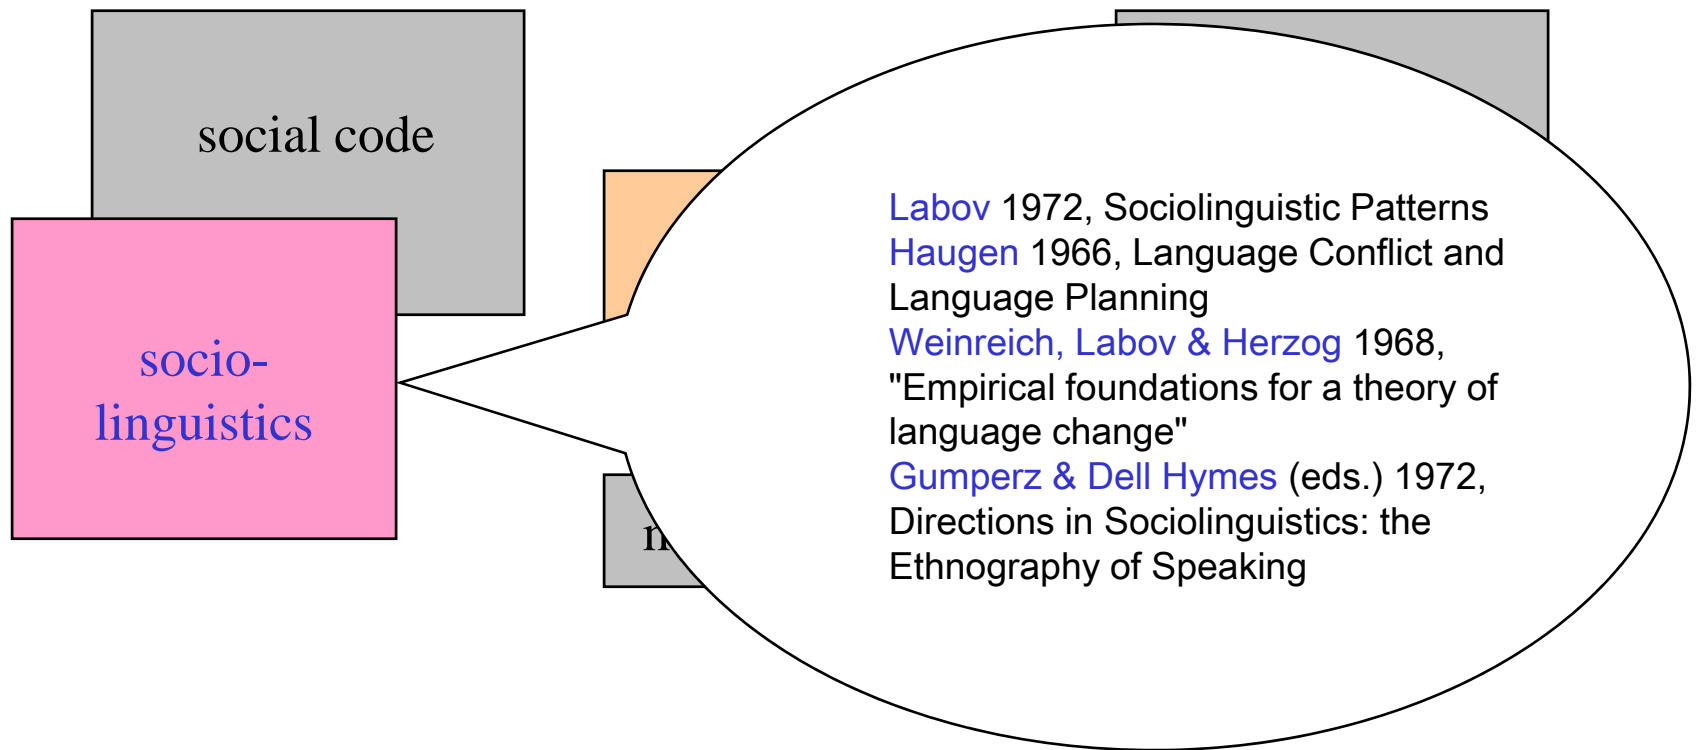 social code
socio-
linguistics
Labov 1972, Sociolinguistic Patterns
Haugen 1966, Language Conflict and
Language Planning
Weinreich, Labov & Herzog 1968,
"Empirical foundations for a theory of
language change"
Gumperz & Dell Hymes (eds.) 1972,
Directions in Sociolinguistics: the
Ethnography of Speaking